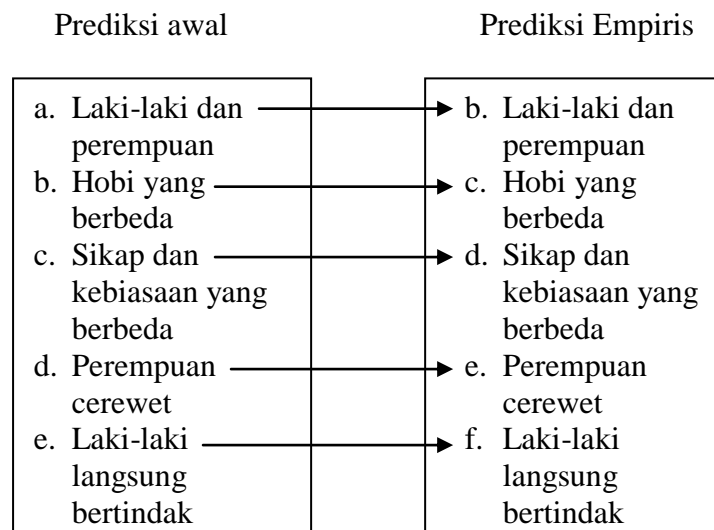 Prediksi awal
Prediksi Empiris
a. Laki-laki dan
perempuan
b. Hobi yang
berbeda
c. Sikap dan
kebiasaan yang
berbeda
d. Perempuan
cerewet
e. Laki-laki
langsung
bertindak
b. Laki-laki dan
perempuan
c. Hobi yang
berbeda
d. Sikap dan
kebiasaan yang
berbeda
e. Perempuan
cerewet
f. Laki-laki
langsung
bertindak